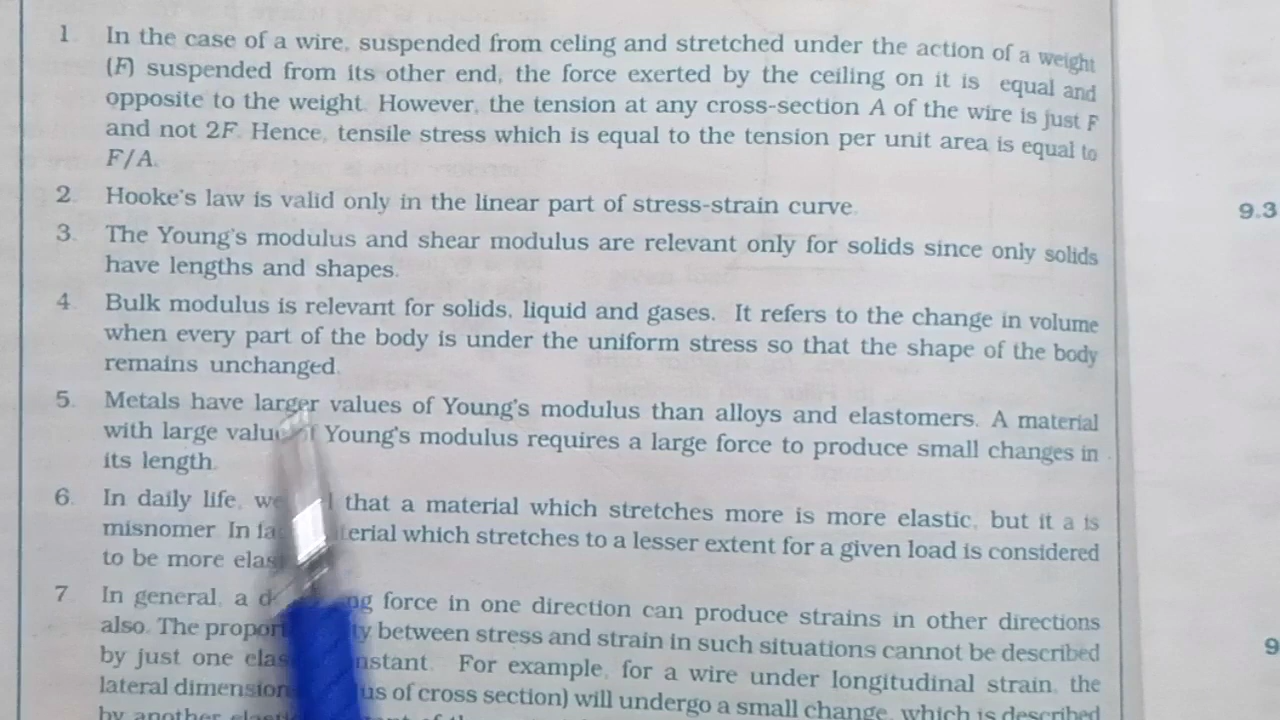 1. In the case of a wire, suspended from celing and stretched under the action of a weight
(F) suspended from its other end, the force exerted by the ceiling on it is equal and
opposite to the weight. However, the tension at any cross-section A of the wire is just F
and not 2F. Hence, tensile stress which is equal to the tension per unit area is equal to
F/A.
2. Hooke's law is valid only in the linear part of stress-strain curve.
3. The Young's modulus and shear modulus are relevant only for solids since only solids
have lengths and shapes.
4. Bulk modulus is relevant for solids, liquid and gases. It refers to the change in volume
when every part of the body is under the uniform stress so that the shape of the body
remains unchanged.
5. Metals have larger values of Young's modulus than alloys and elastomers. A material
with large value of Young's modulus requires a large force to produce small changes in
its length.
6. In daily life, we that a material which stretches more is more elastic, but it a is
misnomer. In which stretches to a lesser extent for a given load is considered
to be more
7. In general, a force in one direction can produce strains in other directions
also. The between stress and strain in such situations cannot be described
by just one For example, for a wire under longitudinal strain, the
lateral of cross section) will undergo a small change, which is described
by another of the
9.3
9